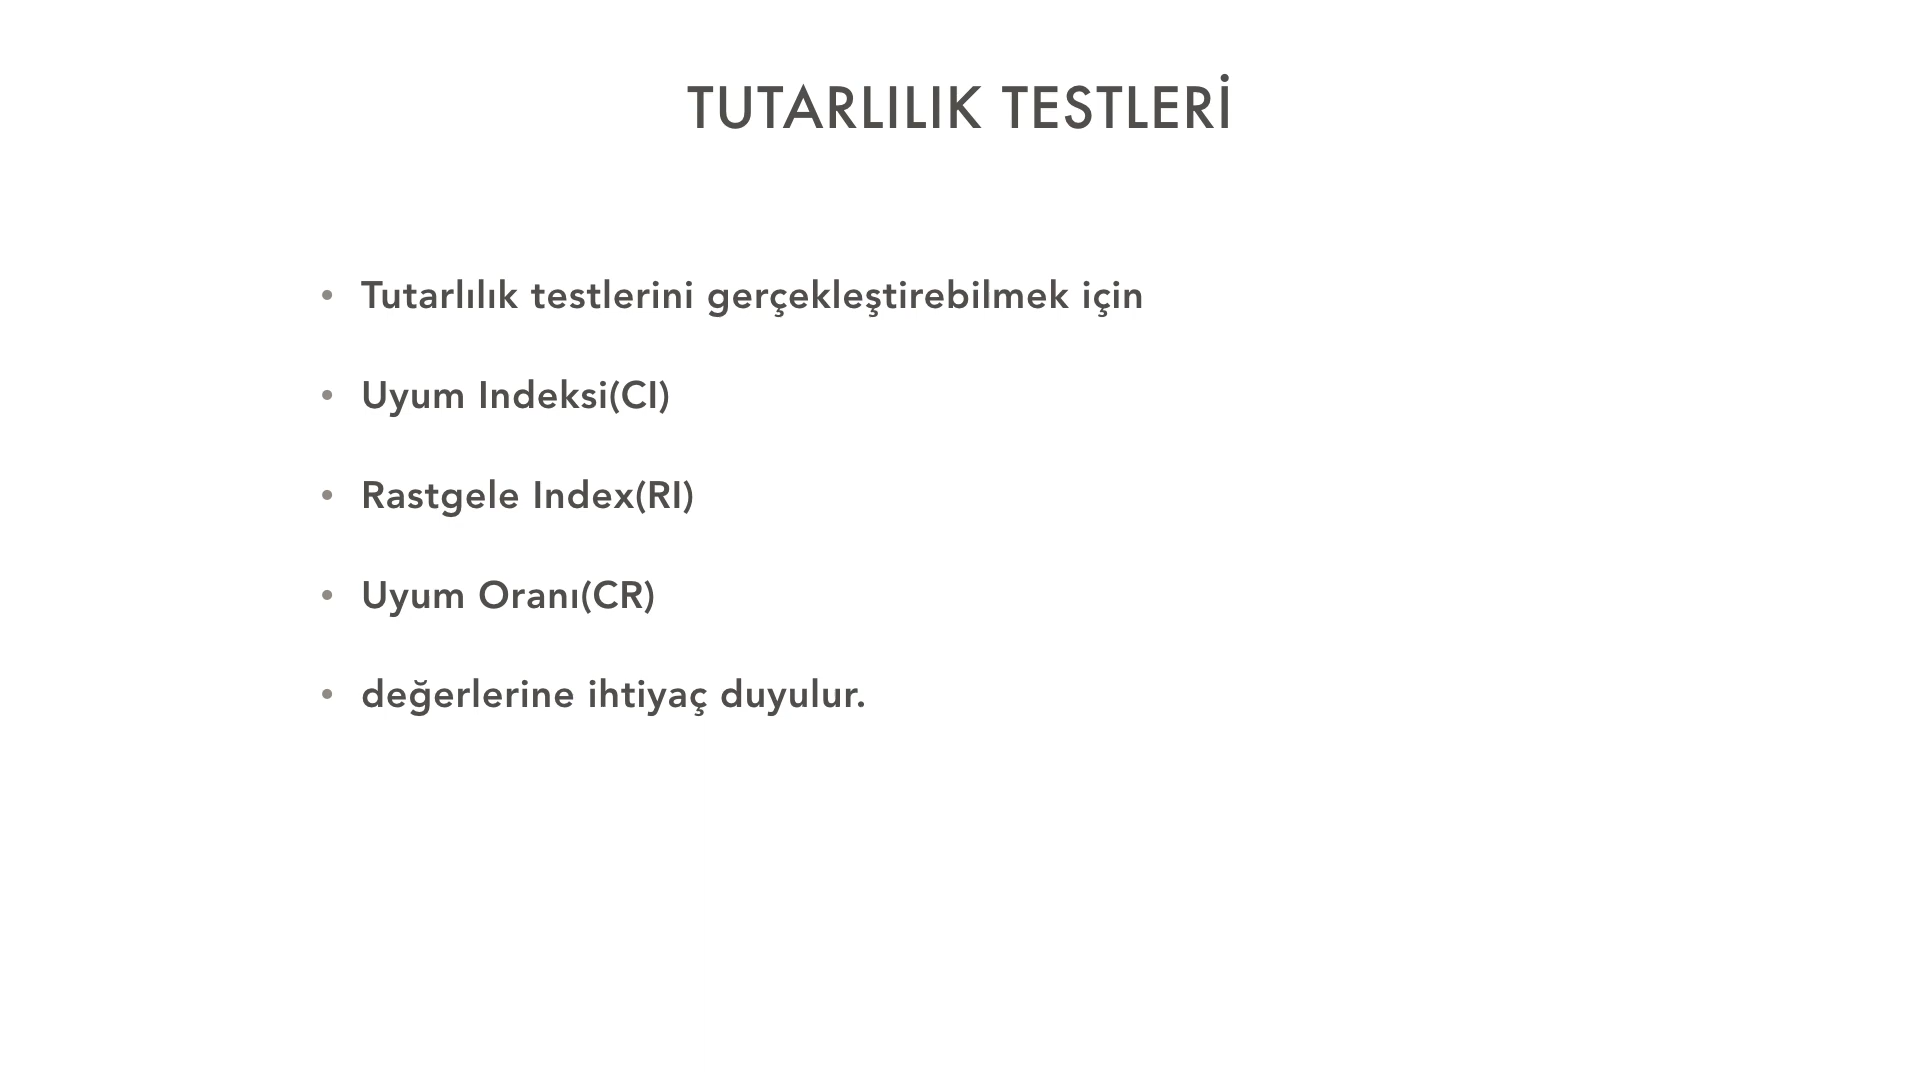 TUTARLILIK TESTLERİ
• Tutarlılık testlerini gerçekleştirebilmek için
• Uyum Indeksi(CI)
• Rastgele Index(RI)
• Uyum Oranı(CR)
• değerlerine ihtiyaç duyulur.